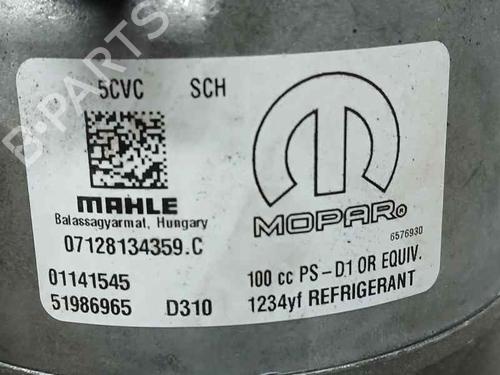 5CVC SCH
MAHLE
Balassagyarmat, Hungary
07128134359.C
01141545
51986965 D310
MOPAR®
6576930
100 cc PS-D1 OR EQUIV.
1234yf REFRIGERANT
B-PARTS